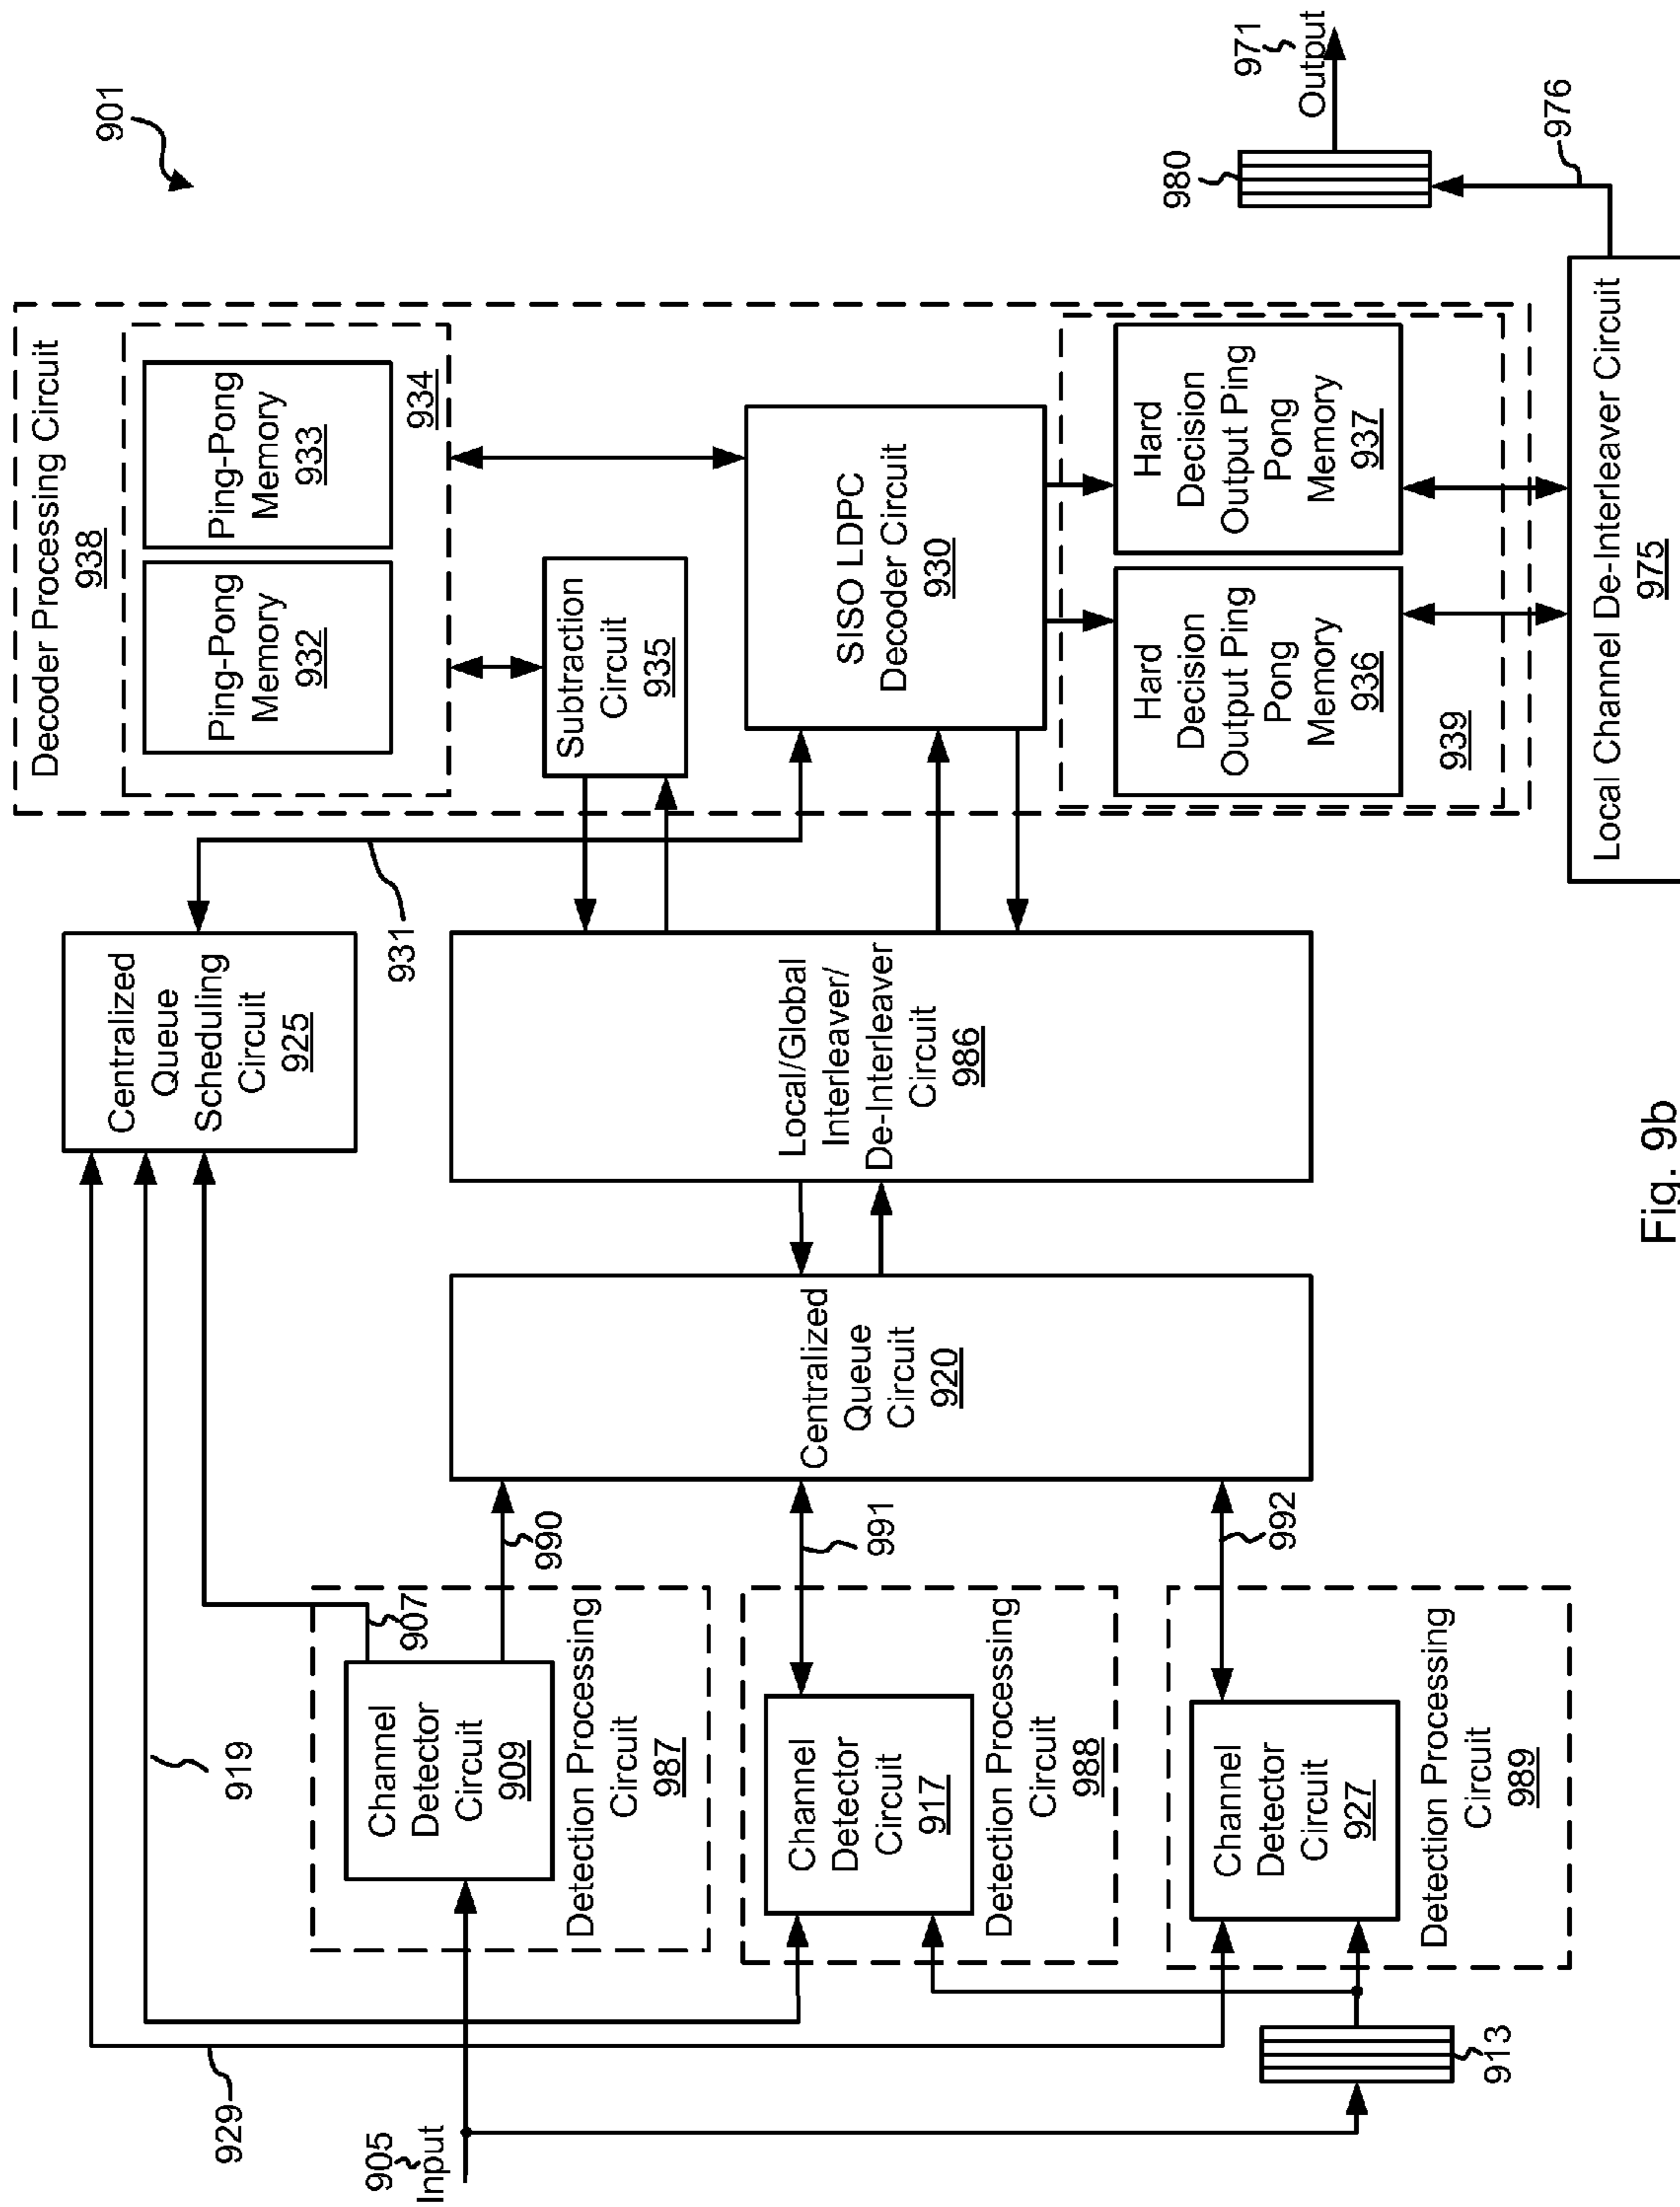 901
Decoder Processing Circuit
938
Ping-Pong
Memory
932
Ping-Pong
Memory
933
934
Centralized
Queue
Scheduling
Circuit
925
931
Subtraction
Circuit
935
SISO LDPC
Decoder Circuit
930
Hard
Decision
Output Ping
Pong
Memory
936
Hard
Decision
Output Ping
Pong
Memory
937
939
929
919
907
905
Input
Channel
Detector
Circuit
909
Detection Processing
Circuit
987
990
Channel
Detector
Circuit
917
Detection Processing
Circuit
988
991
Channel
Detector
Circuit
927
Detection Processing
Circuit
989
992
913
Centralized
Queue
Circuit
920
Local/Global
Interleaver/
De-Interleaver
Circuit
986
Local Channel De-Interleaver Circuit
975
976
980
971
Output
Fig. 9b